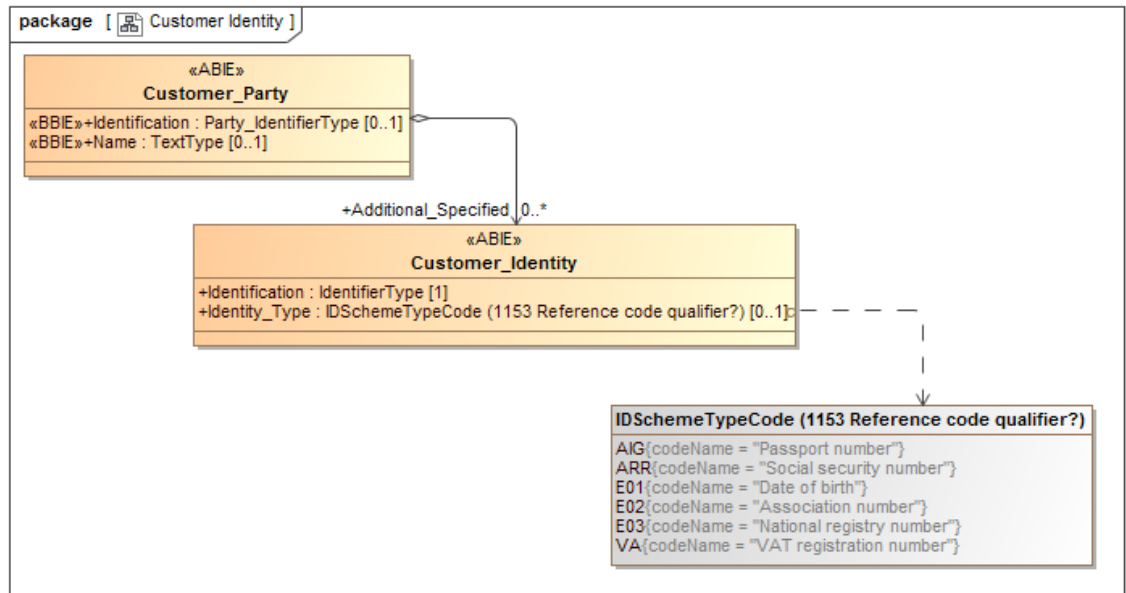 package [ Customer Identity ]
«ABIE»
Customer_Party
«BBIE»+Identification : Party_IdentifierType [0..1]
«BBIE»+Name : TextType [0..1]
+Additional_Specified 0..*
«ABIE»
Customer_Identity
+Identification : IdentifierType [1]
+Identity_Type : IDSchemeTypeCode (1153 Reference code qualifier?) [0..1]
IDSchemeTypeCode (1153 Reference code qualifier?)
AIG{codeName = "Passport number"}
ARR{codeName = "Social security number"}
E01{codeName = "Date of birth"}
E02{codeName = "Association number"}
E03{codeName = "National registry number"}
VA{codeName = "VAT registration number"}